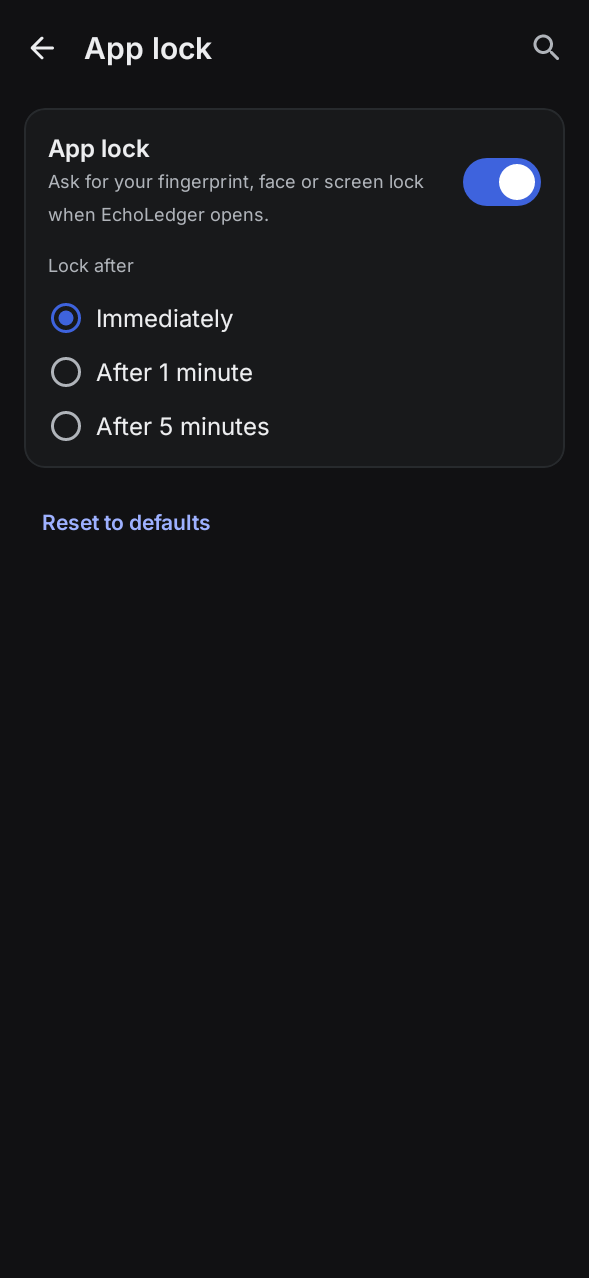 App lock
App lock
Ask for your fingerprint, face or screen lock
when EchoLedger opens.
Lock after
Immediately
After 1 minute
After 5 minutes
Reset to defaults